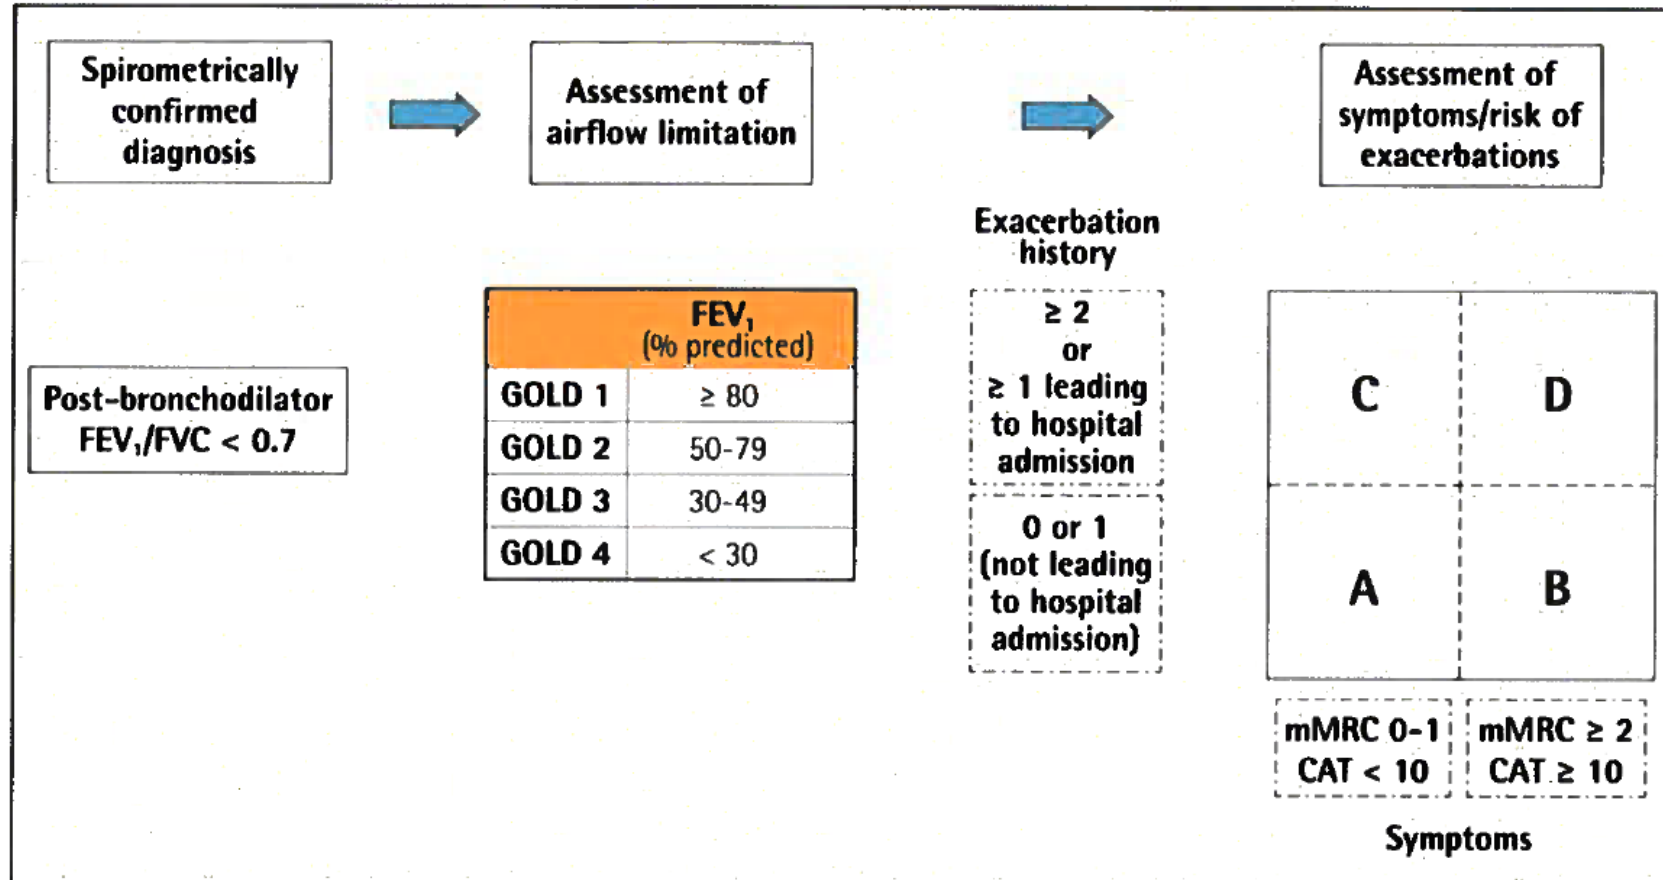 Spirometrically
confirmed
diagnosis
Assessment of
airflow limitation
Assessment of
symptoms/risk of
exacerbations
Post-bronchodilator
FEV₁/FVC < 0.7
FEV₁
(% predicted)
GOLD 1 ≥ 80
GOLD 2 50-79
GOLD 3 30-49
GOLD 4 < 30
Exacerbation
history
≥ 2
or
≥ 1 leading
to hospital
admission
0 or 1
(not leading
to hospital
admission)
C D
A B
mMRC 0-1
CAT < 10
mMRC ≥ 2
CAT ≥ 10
Symptoms